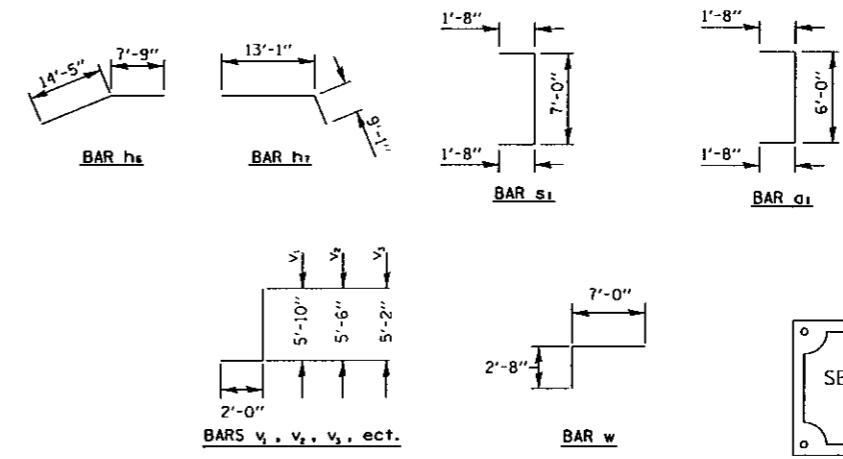 14'-5" 7'-9"
BAR h6
13'-1"
9'-1"
BAR h7
1'-8"
7'-0"
1'-8"
BAR s1
1'-8"
6'-0"
1'-8"
BAR a1
v1 v2 v3
5'-10" 5'-6" 5'-2"
2'-0"
BARS v1, v2, v3, ect.
7'-0"
2'-8"
BAR w